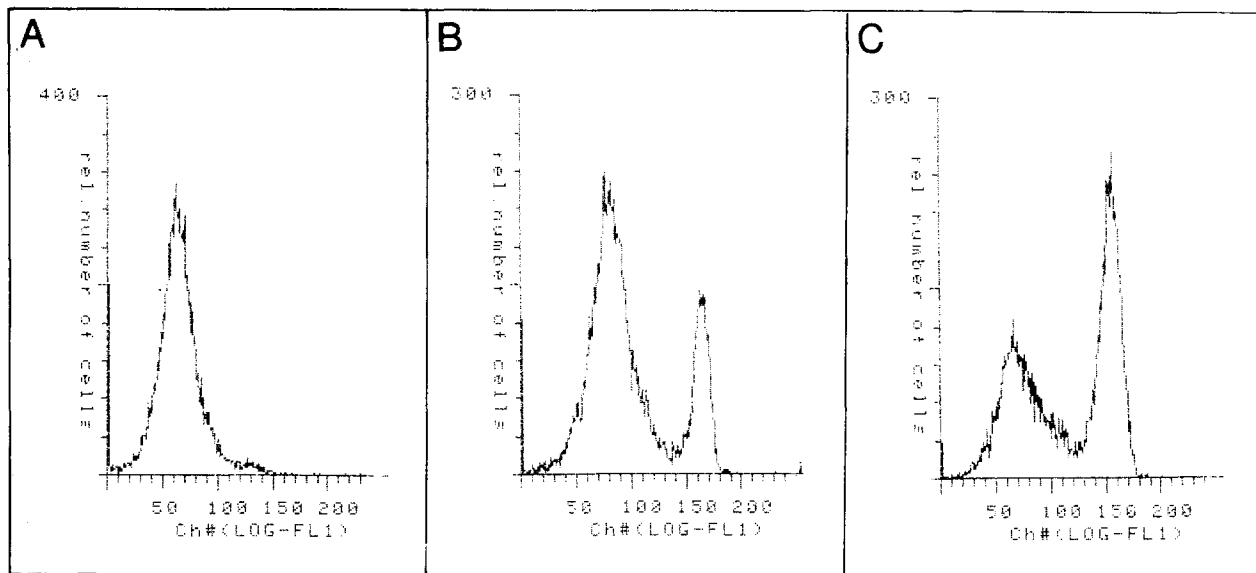 A
400
rel.number of cells
50 100 150 200
Ch#(LOG-FL1)
B
300
rel.number of cells
50 100 150 200
Ch#(LOG-FL1)
C
300
rel number of cells
50 100 150 200
Ch#(LOG-FL1)